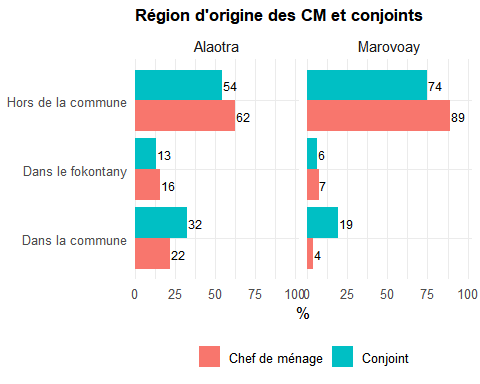 Région d'origine des CM et conjoints
Alaotra Marovoay
Hors de la commune 54 74
62 89
Dans le fokontany 13 6
16 7
Dans la commune 32 19
22 4
0 25 50 75 100 0 25 50 75 100
%
Chef de ménage Conjoint